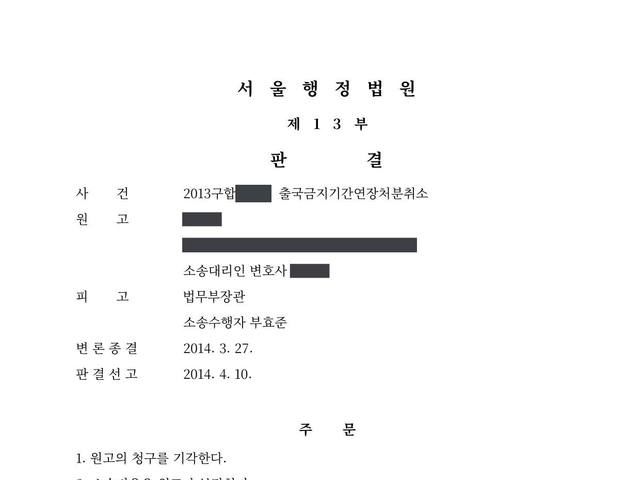 서 울 행 정 법 원
제 1 3 부
판 결
사 건 2013구합 출국금지기간연장처분취소
원 고
소송대리인 변호사
피 고 법무부장관
소송수행자 부효준
변 론 종 결 2014. 3. 27.
판 결 선 고 2014. 4. 10.
주 문
1. 원고의 청구를 기각한다.